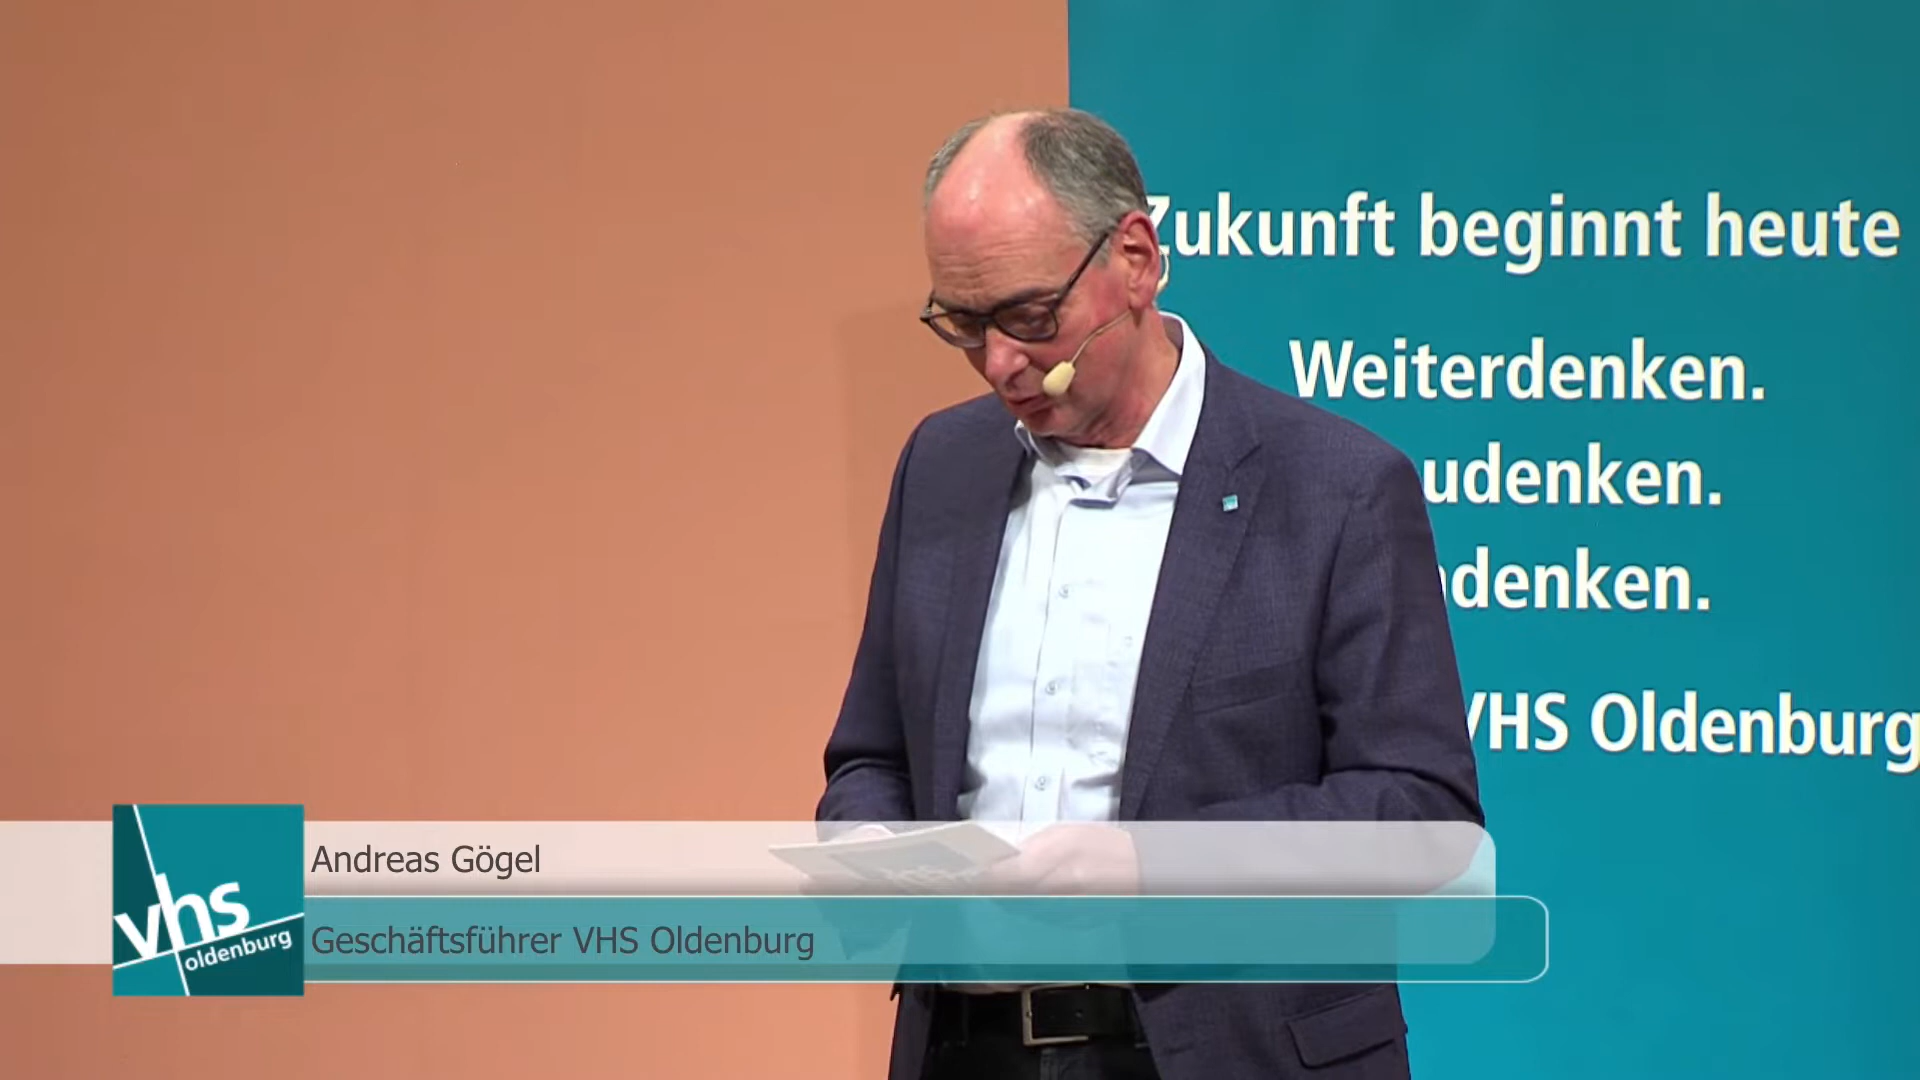 Zukunft beginnt heute
Weiterdenken.
udenken.
denken.
VHS Oldenburg
Andreas Gögel
Geschäftsführer VHS Oldenburg
vhs
oldenburg